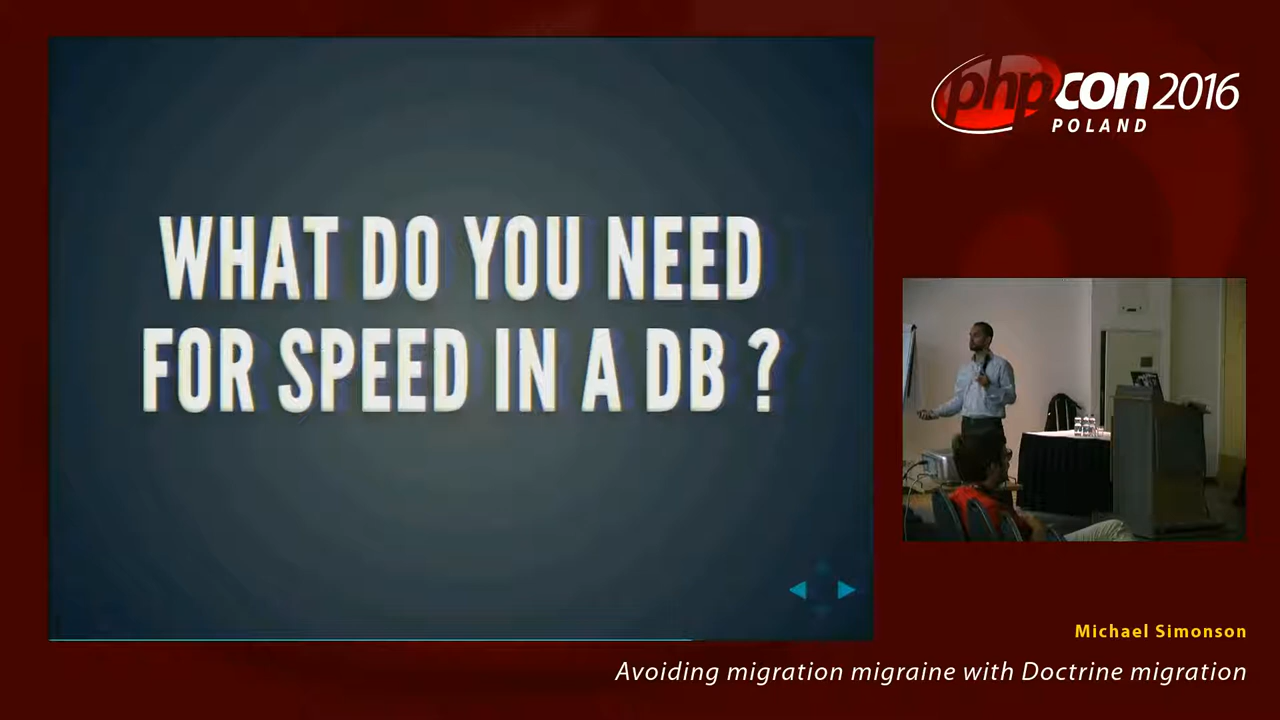 WHAT DO YOU NEED
FOR SPEED IN A DB ?
phpcon 2016
POLAND
Michael Simonson
Avoiding migration migraine with Doctrine migration